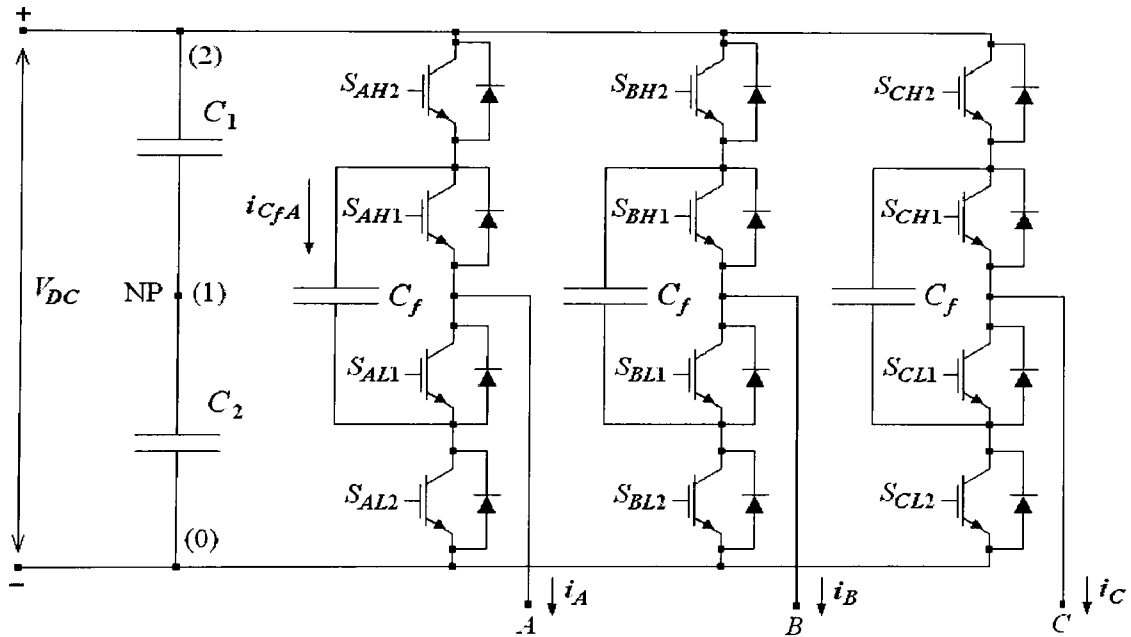 +
(2)
S_AH2
S_BH2
S_CH2
C_1
i_CfA
S_AH1
S_BH1
S_CH1
V_DC
NP
(1)
C_f
C_f
C_f
S_AL1
S_BL1
S_CL1
C_2
S_AL2
S_BL2
S_CL2
(0)
−
i_A
i_B
i_C
A
B
C